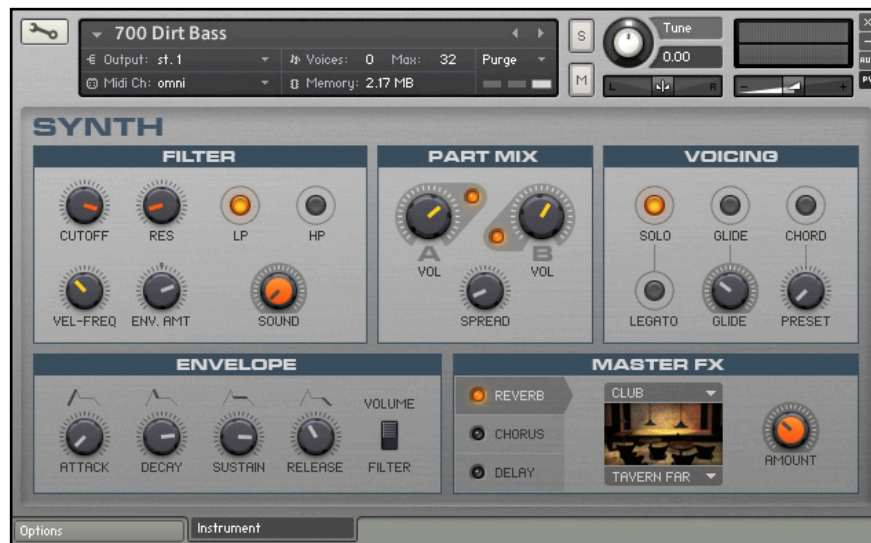 700 Dirt Bass
S
Tune
Output: st. 1
Voices: 0 Max: 32
Purge
0.00
AU
Midi Ch: omni
Memory: 2.17 MB
M
L
R
PV
SYNTH
FILTER
PART MIX
VOICING
CUTOFF
RES
LP
HP
A
B
VOL
VOL
SOLO
GLIDE
CHORD
VEL-FREQ
ENV. AMT
SOUND
SPREAD
LEGATO
GLIDE
PRESET
ENVELOPE
MASTER FX
VOLUME
REVERB
CLUB
CHORUS
ATTACK
DECAY
SUSTAIN
RELEASE
FILTER
DELAY
TAVERN FAR
AMOUNT
Options
Instrument